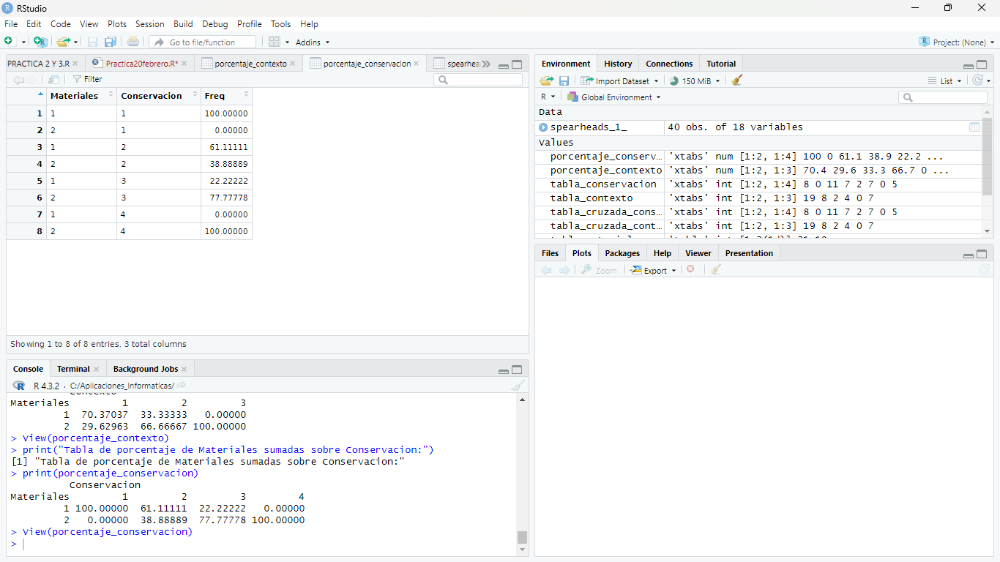 RStudio
File Edit Code View Plots Session Build Debug Profile Tools Help
Go to file/function Addins Project: (None)
PRACTICA 2 Y 3.R Practica20febrero.R* porcentaje_contexto porcentaje_conservacion spearhea
Filter
Materiales Conservacion Freq
1 1 1 100.00000
2 2 1 0.00000
3 1 2 61.11111
4 2 2 38.88889
5 1 3 22.22222
6 2 3 77.77778
7 1 4 0.00000
8 2 4 100.00000
Showing 1 to 8 of 8 entries, 3 total columns
Console Terminal Background Jobs
R 4.3.2 · C:/Aplicaciones_Informaticas/
Contexto
Materiales 1 2 3
1 70.37037 33.33333 0.00000
2 29.62963 66.66667 100.00000
> View(porcentaje_contexto)
> print("Tabla de porcentaje de Materiales sumadas sobre Conservacion:")
[1] "Tabla de porcentaje de Materiales sumadas sobre Conservacion:"
> print(porcentaje_conservacion)
Conservacion
Materiales 1 2 3 4
1 100.00000 61.11111 22.22222 0.00000
2 0.00000 38.88889 77.77778 100.00000
> View(porcentaje_conservacion)
>
Environment History Connections Tutorial
Import Dataset 150 MiB List
R Global Environment
Data
spearheads_1_ 40 obs. of 18 variables
Values
porcentaje_conserv… 'xtabs' num [1:2, 1:4] 100 0 61.1 38.9 22.2 ...
porcentaje_contexto 'xtabs' num [1:2, 1:3] 70.4 29.6 33.3 66.7 0 ...
tabla_conservacion 'xtabs' int [1:2, 1:4] 8 0 11 7 2 7 0 5
tabla_contexto 'xtabs' int [1:2, 1:3] 19 8 2 4 0 7
tabla_cruzada_cons… 'xtabs' int [1:2, 1:4] 8 0 11 7 2 7 0 5
tabla_cruzada_cont… 'xtabs' int [1:2, 1:3] 19 8 2 4 0 7
Files Plots Packages Help Viewer Presentation
Zoom Export